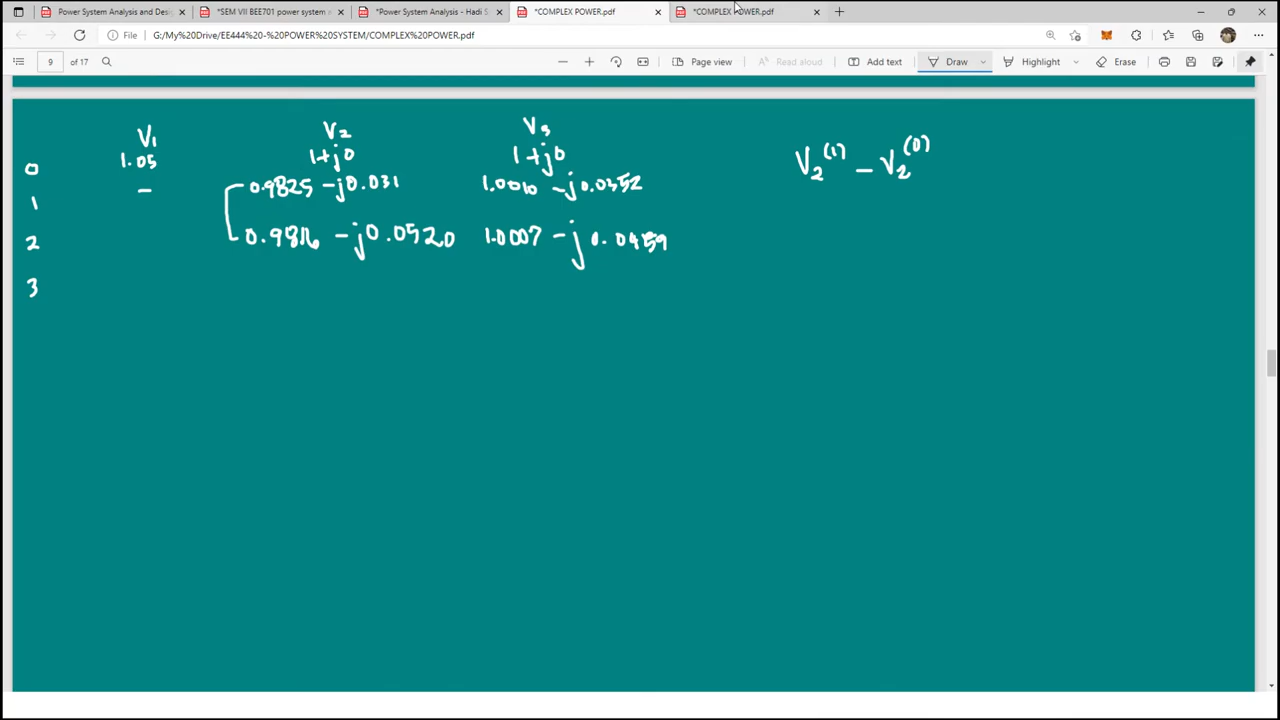 Power System Analysis and Desi
*SEM VII BEE701 power system
*Power System Analysis - Hadi S
*COMPLEX POWER.pdf
*COMPLEX POWER.pdf
File G:/My%20Drive/EE444%20-%20POWER%20SYSTEM/COMPLEX%20POWER.pdf
9 of 17 Page view Read aloud Add text Draw Highlight Erase
V1 V2 V3
0 1.05 1+j0 1+j0 V2^(1) - V2^(0)
1 - 0.9825 - j0.031 1.0010 - j0.0352
2 0.9816 - j0.0520 1.0007 - j0.0459
3